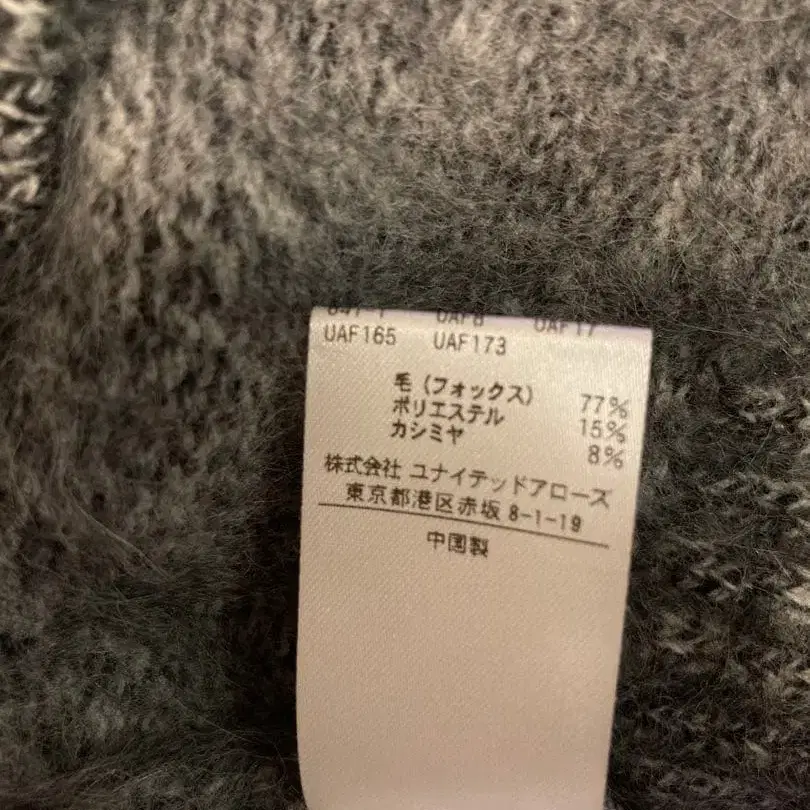 UAF165 UAF173
毛(フォックス) 77%
ポリエステル 15%
カシミヤ 8%
株式会社 ユナイテッドアローズ
東京都港区赤坂 8-1-19
中国製